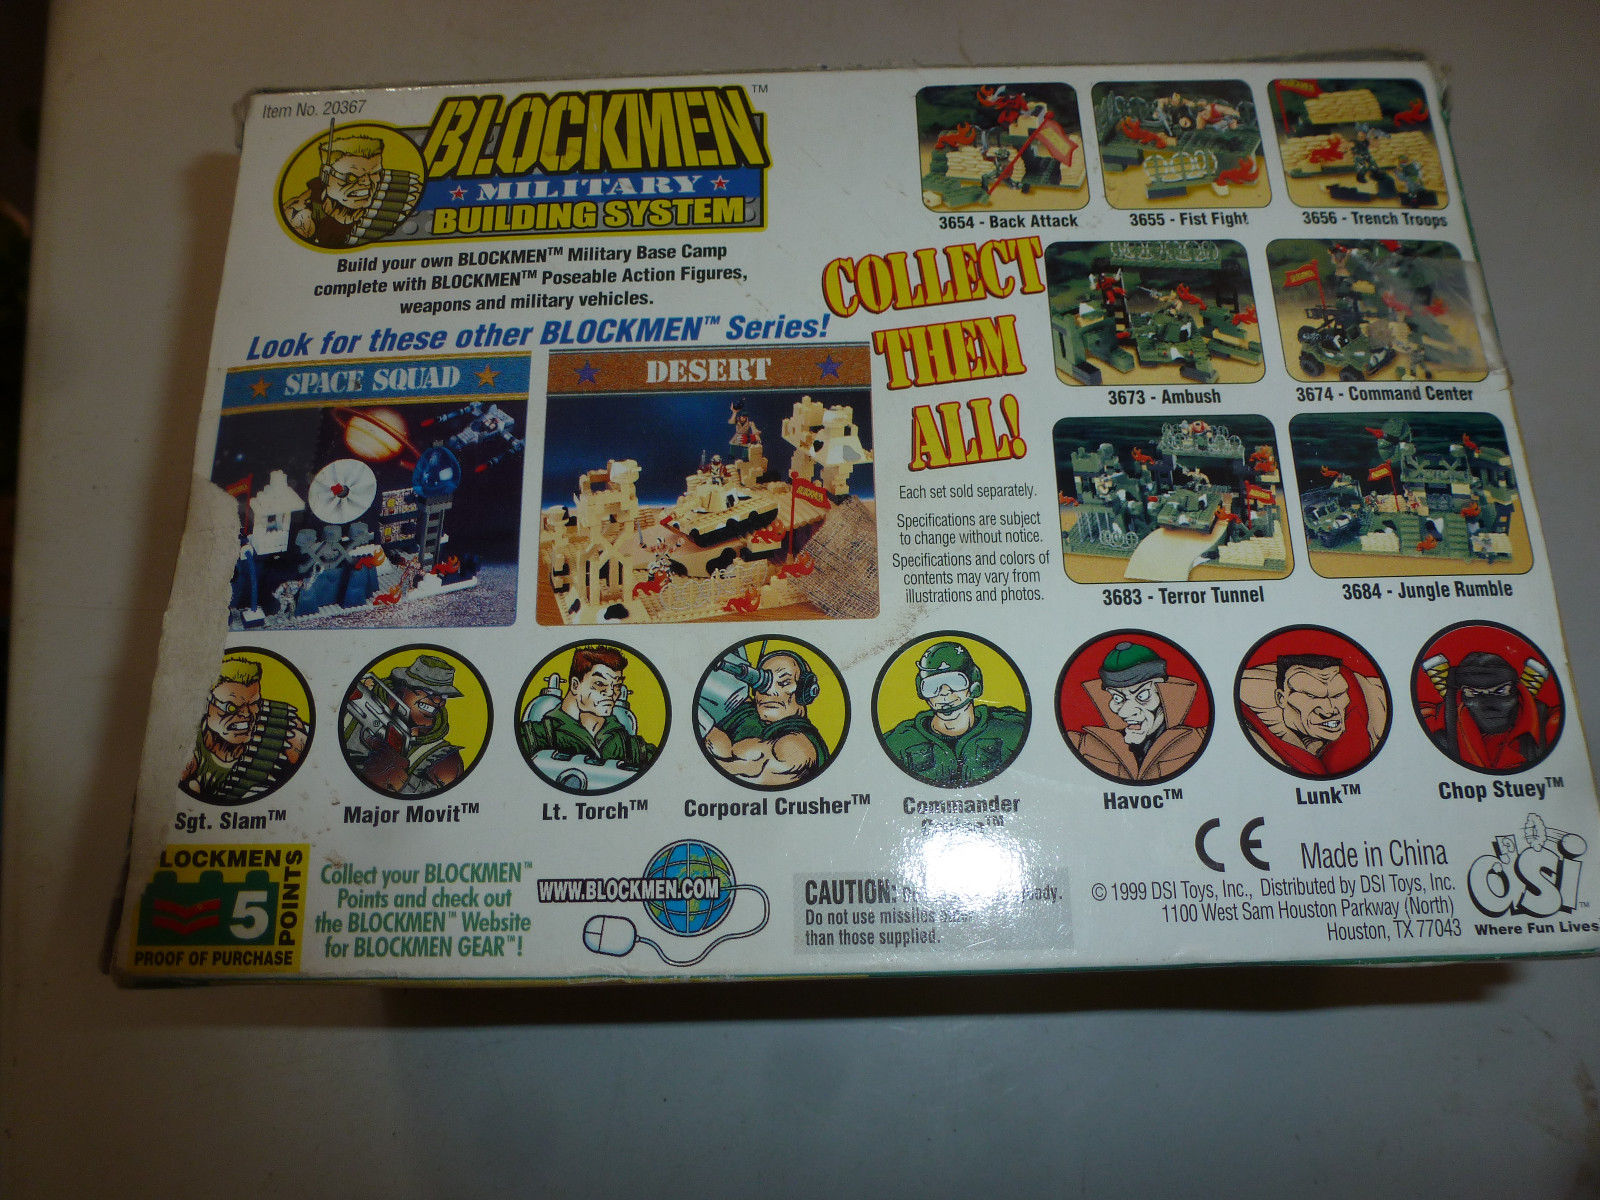 Item No. 20367
BLOCKMEN™
MILITARY
BUILDING SYSTEM
Build your own BLOCKMEN™ Military Base Camp
complete with BLOCKMEN™ Poseable Action Figures,
weapons and military vehicles.
Look for these other BLOCKMEN™ Series!
SPACE SQUAD
DESERT
BLOCKMEN
COLLECT
THEM
ALL!
Each set sold separately.
Specifications are subject
to change without notice.
Specifications and colors of
contents may vary from
illustrations and photos.
3654 - Back Attack
3655 - Fist Fight
3656 - Trench Troops
3673 - Ambush
3674 - Command Center
3683 - Terror Tunnel
3684 - Jungle Rumble
Sgt. Slam™
Major Movit™
Lt. Torch™
Corporal Crusher™
Commander
Havoc™
Lunk™
Chop Stuey™
LOCKMEN
POINTS
5
PROOF OF PURCHASE
Collect your BLOCKMEN™
Points and check out
the BLOCKMEN™ Website
for BLOCKMEN GEAR™!
WWW.BLOCKMEN.COM
CAUTION:
Do not use missiles
than those supplied.
CE
Made in China
© 1999 DSI Toys, Inc., Distributed by DSI Toys, Inc.
1100 West Sam Houston Parkway (North)
Houston, TX 77043
dsi™
Where Fun Lives